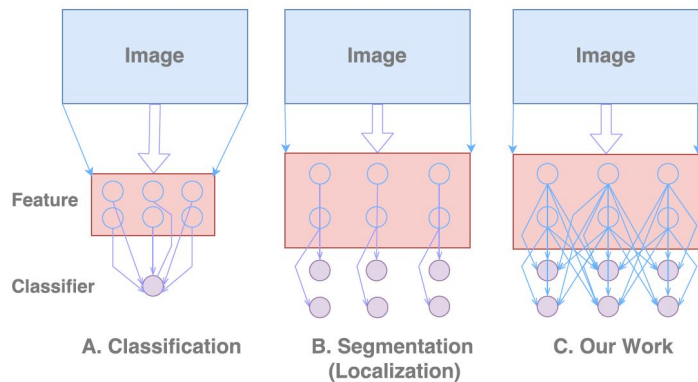 Image
Image
Image
Feature
Classifier
A. Classification
B. Segmentation
(Localization)
C. Our Work